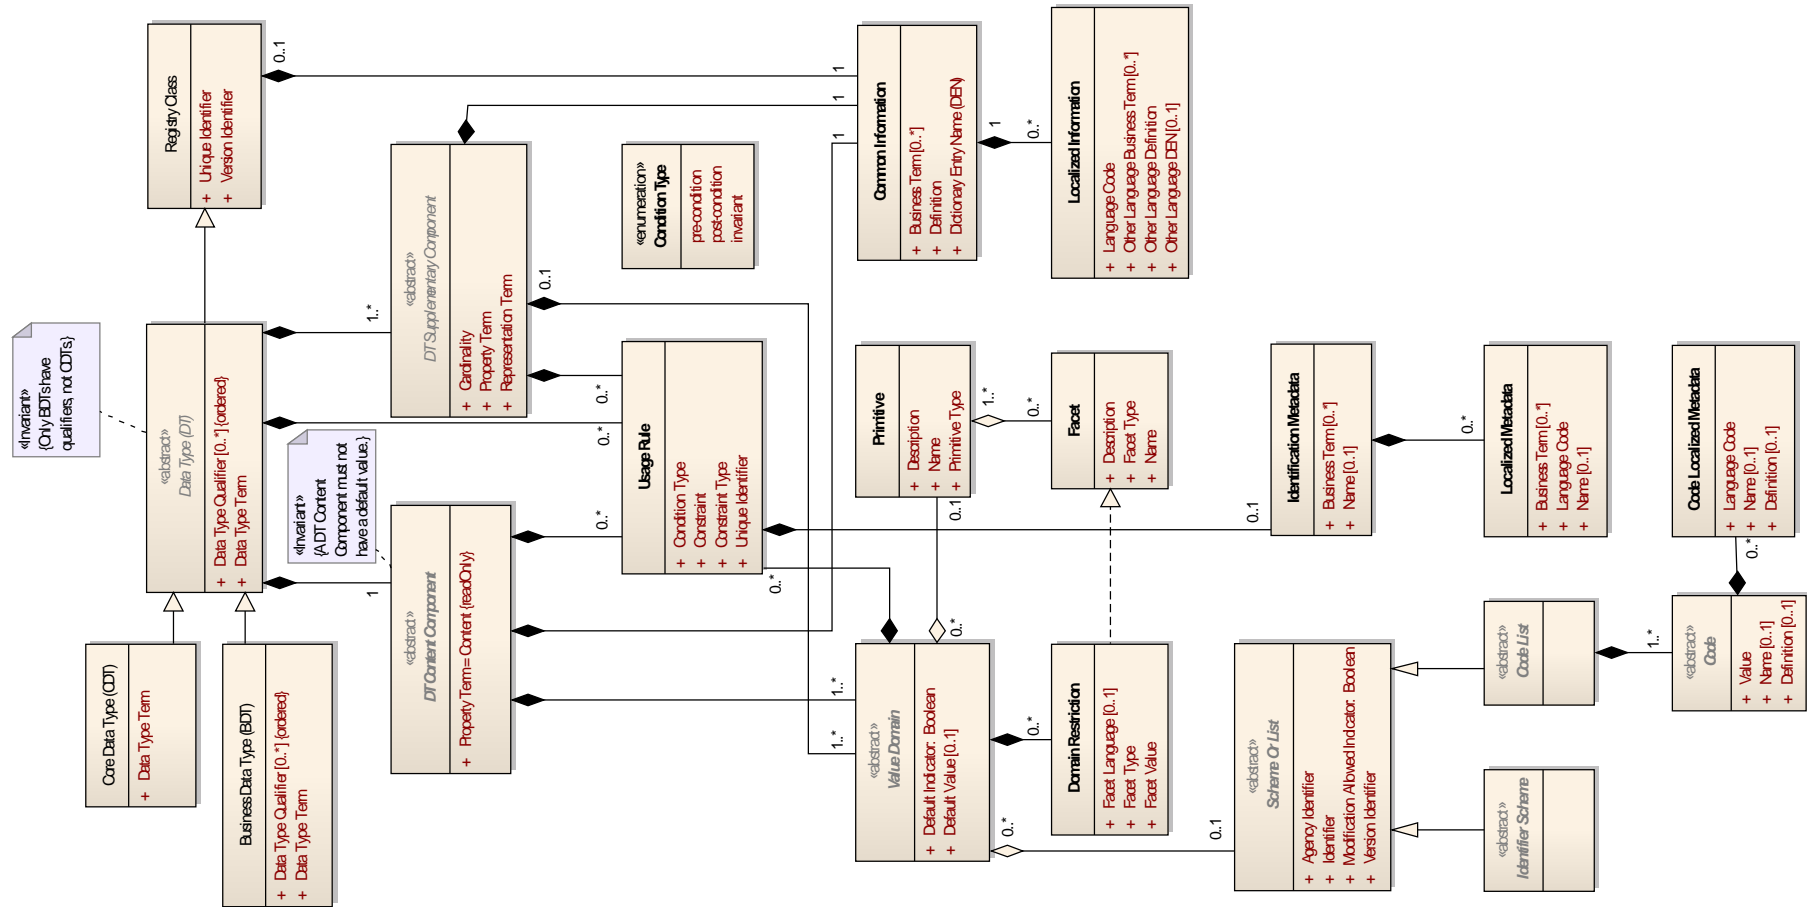 «invariant»
{Only BDTs have
qualifiers, not CDTs.}
Core Data Type (CDT)
+ Data Type Term
Business Data Type (BDT)
+ Data Type Qualifier [0..*] {ordered}
+ Data Type Term
«abstract»
Data Type (DT)
+ Data Type Qualifier [0..*] {ordered}
+ Data Type Term
Registry Class
+ Unique Identifier
+ Version Identifier
0..1
1..*
0..*
1
«invariant»
{A DT Content
Component must not
have a default value.}
«abstract»
DT Content Component
+ Property Term = Content {readOnly}
«abstract»
DT Supplementary Component
+ Cardinality
+ Property Term
+ Representation Term
0..1
0..*
0..*
Usage Rule
+ Condition Type
+ Constraint
+ Constraint Type
+ Unique Identifier
0..*
«enumeration»
Condition Type
pre-condition
post-condition
invariant
1
1
1
1..*
1..*
«abstract»
Value Domain
+ Default Indicator: Boolean
+ Default Value [0..1]
0..*
0..*
0..*
Primitive
+ Description
+ Name
+ Primitive Type
0..1
1..*
Common Information
+ Business Term [0..*]
+ Definition
+ Dictionary Entry Name (DEN)
1
0..*
Domain Restriction
+ Facet Language [0..1]
+ Facet Type
+ Facet Value
0..*
Facet
+ Description
+ Facet Type
+ Name
Localized Information
+ Language Code
+ Other Language Business Term [0..*]
+ Other Language Definition
+ Other Language DEN [0..1]
0..1
«abstract»
Scheme Or List
+ Agency Identifier
+ Identifier
+ Modification Allowed Indicator: Boolean
+ Version Identifier
0..1
Identification Metadata
+ Business Term [0..*]
+ Name [0..1]
0..*
«abstract»
Identifier Scheme
«abstract»
Code List
Localized Metadata
+ Business Term [0..*]
+ Language Code
+ Name [0..1]
1..*
«abstract»
Code
+ Value
+ Name [0..1]
+ Definition [0..1]
0..*
Code Localized Metadata
+ Language Code
+ Name [0..1]
+ Definition [0..1]